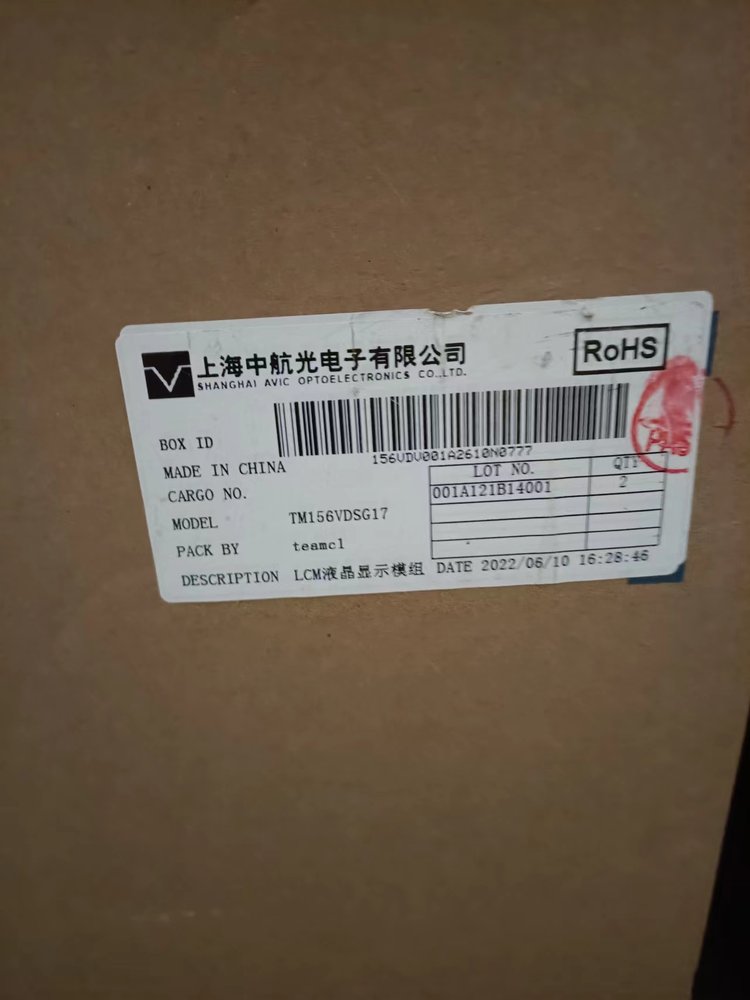 上海中航光电子有限公司
SHANGHAI AVIC OPTOELECTRONICS CO.,LTD.
RoHS
BOX ID
156VDV001A2610N0777
MADE IN CHINA
CARGO NO.
LOT NO. QTY
001A121B14001 2
MODEL TM156VDSG17
PACK BY teamc1
DESCRIPTION LCM液晶显示模组 DATE 2022/06/10 16:28:46